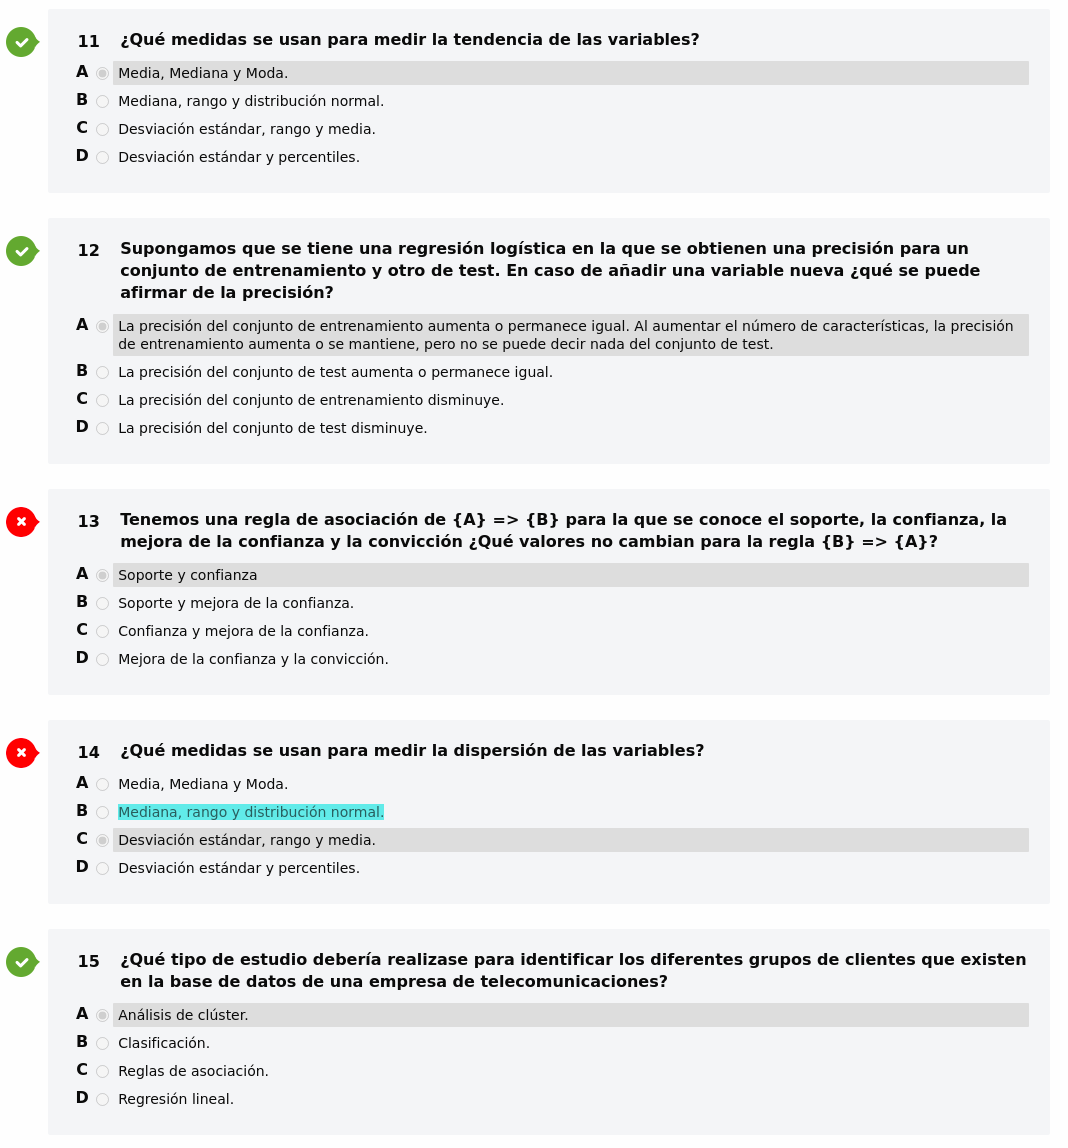 11 ¿Qué medidas se usan para medir la tendencia de las variables?
A Media, Mediana y Moda.
B Mediana, rango y distribución normal.
C Desviación estándar, rango y media.
D Desviación estándar y percentiles.
12 Supongamos que se tiene una regresión logística en la que se obtienen una precisión para un
conjunto de entrenamiento y otro de test. En caso de añadir una variable nueva ¿qué se puede
afirmar de la precisión?
A La precisión del conjunto de entrenamiento aumenta o permanece igual. Al aumentar el número de características, la precisión
de entrenamiento aumenta o se mantiene, pero no se puede decir nada del conjunto de test.
B La precisión del conjunto de test aumenta o permanece igual.
C La precisión del conjunto de entrenamiento disminuye.
D La precisión del conjunto de test disminuye.
13 Tenemos una regla de asociación de {A} => {B} para la que se conoce el soporte, la confianza, la
mejora de la confianza y la convicción ¿Qué valores no cambian para la regla {B} => {A}?
A Soporte y confianza
B Soporte y mejora de la confianza.
C Confianza y mejora de la confianza.
D Mejora de la confianza y la convicción.
14 ¿Qué medidas se usan para medir la dispersión de las variables?
A Media, Mediana y Moda.
B Mediana, rango y distribución normal.
C Desviación estándar, rango y media.
D Desviación estándar y percentiles.
15 ¿Qué tipo de estudio debería realizase para identificar los diferentes grupos de clientes que existen
en la base de datos de una empresa de telecomunicaciones?
A Análisis de clúster.
B Clasificación.
C Reglas de asociación.
D Regresión lineal.